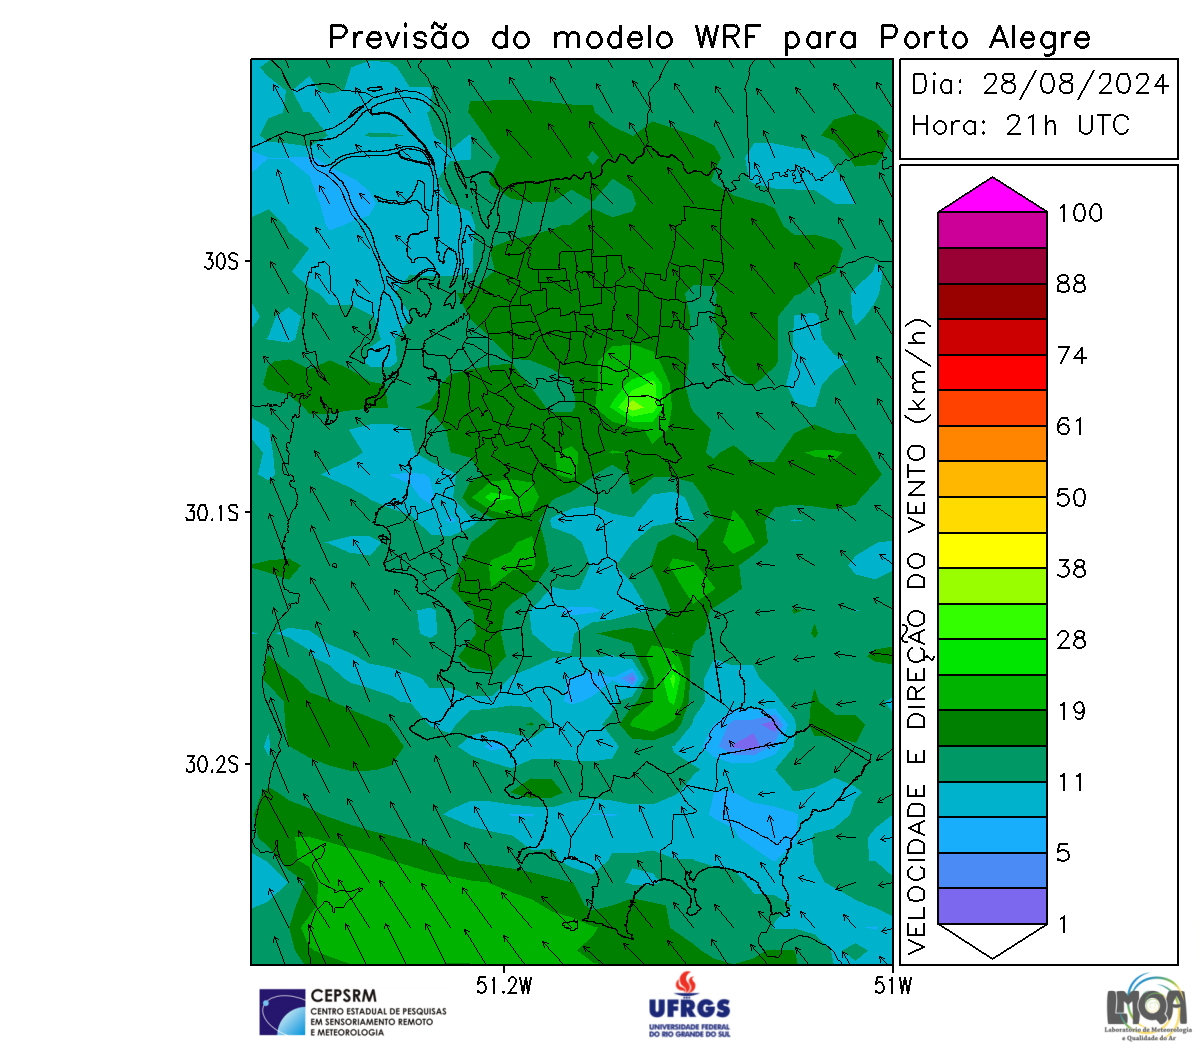 Previsão do modelo WRF para Porto Alegre
Dia: 28/08/2024
Hora: 21h UTC
30S
30.1S
30.2S
51.2W
51W
VELOCIDADE E DIREÇÃO DO VENTO (km/h)
100
88
74
61
50
38
28
19
11
5
1
CEPSRM
CENTRO ESTADUAL DE PESQUISAS
EM SENSORIAMENTO REMOTO
E METEOROLOGIA
UFRGS
UNIVERSIDADE FEDERAL
DO RIO GRANDE DO SUL
LMQA
Laboratório de Meteorologia
e Qualidade do Ar